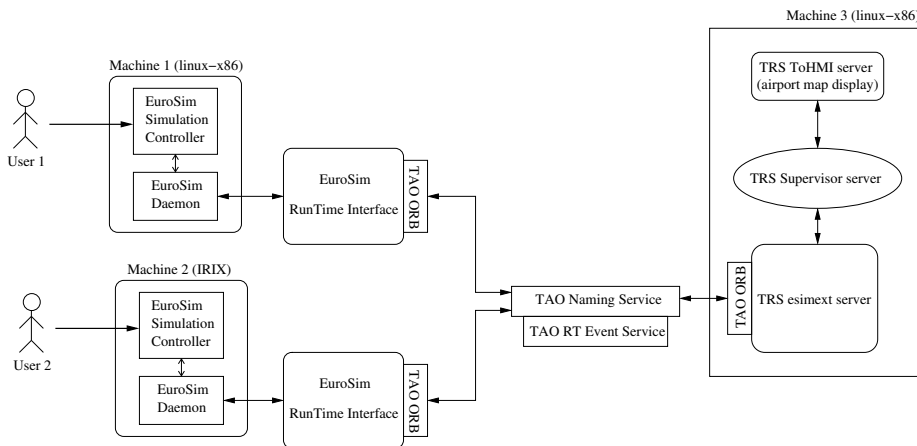 Machine 3 (linux−x86)
TRS ToHMI server
(airport map display)
TRS Supervisor server
TAO ORB
TRS esimext server
Machine 1 (linux−x86)
EuroSim
Simulation
Controller
EuroSim
Daemon
User 1
EuroSim
RunTime Interface
TAO ORB
TAO Naming Service
TAO RT Event Service
Machine 2 (IRIX)
EuroSim
Simulation
Controller
EuroSim
Daemon
User 2
EuroSim
RunTime Interface
TAO ORB